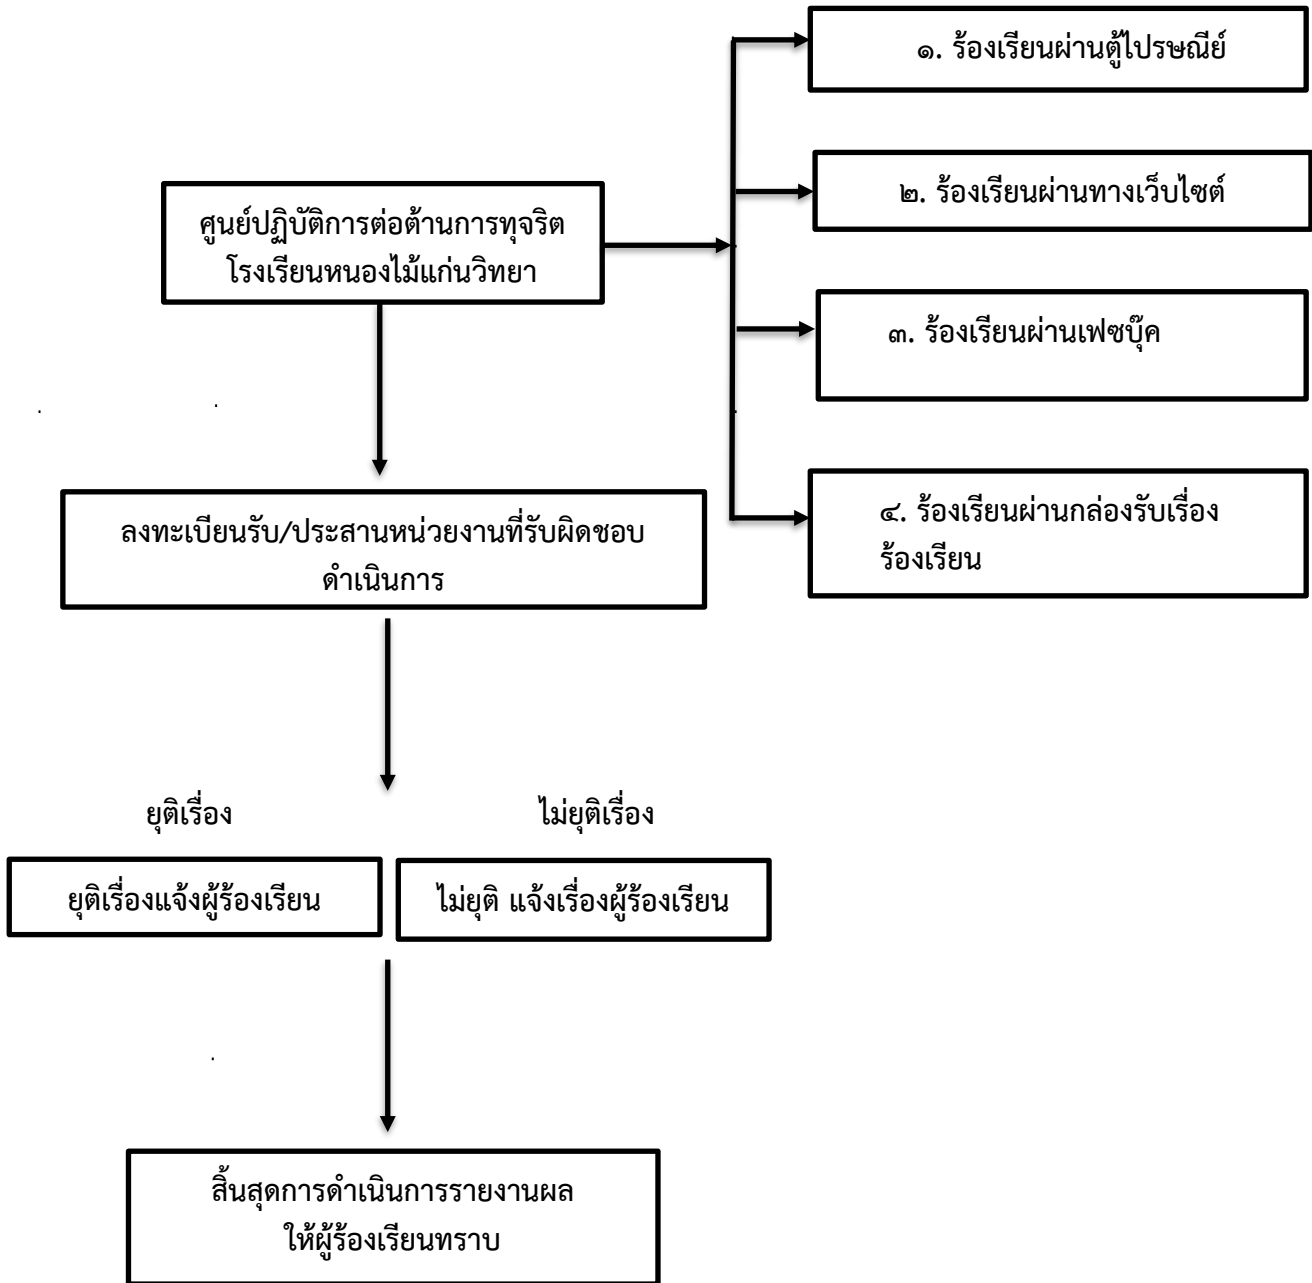 ๑. ร้องเรียนผ่านตู้ไปรษณีย์
๒. ร้องเรียนผ่านทางเว็บไซต์
ศูนย์ปฏิบัติการต่อต้านการทุจริต
โรงเรียนหนองไม้แก่นวิทยา
๓. ร้องเรียนผ่านเฟซบุ๊ค
๔. ร้องเรียนผ่านกล่องรับเรื่อง
ร้องเรียน
ลงทะเบียนรับ/ประสานหน่วยงานที่รับผิดชอบ
ดำเนินการ
ยุติเรื่อง
ไม่ยุติเรื่อง
ยุติเรื่องแจ้งผู้ร้องเรียน
ไม่ยุติ แจ้งเรื่องผู้ร้องเรียน
สิ้นสุดการดำเนินการรายงานผล
ให้ผู้ร้องเรียนทราบ